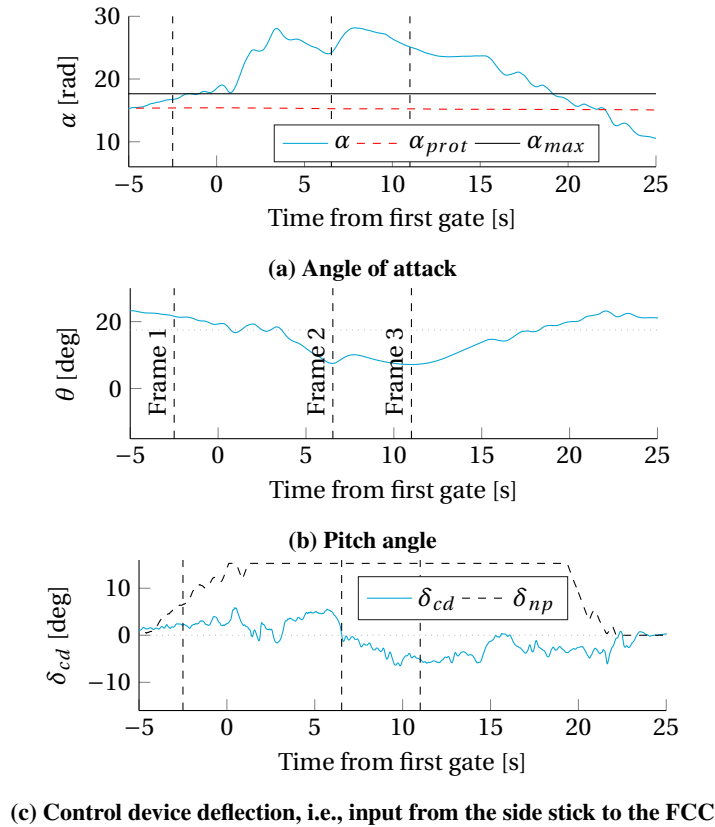 30
20
10
α [rad]
α α_prot α_max
−5 0 5 10 15 20 25
Time from first gate [s]
(a) Angle of attack
20
0
θ [deg]
Frame 1 Frame 2 Frame 3
−5 0 5 10 15 20 25
Time from first gate [s]
(b) Pitch angle
10
0
−10
δ_cd [deg]
δ_cd δ_np
−5 0 5 10 15 20 25
Time from first gate [s]
(c) Control device deflection, i.e., input from the side stick to the FCC